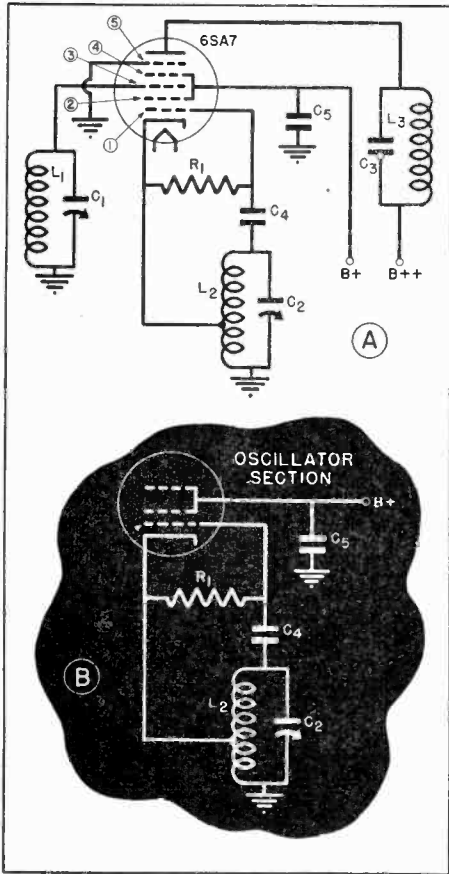 ⑤
6SA7
④
③
②
①
C5
L3
C3
R1
L1
C1
C4
L2
C2
B+
B++
A
OSCILLATOR
SECTION
B+
C5
R1
C4
B
L2
C2